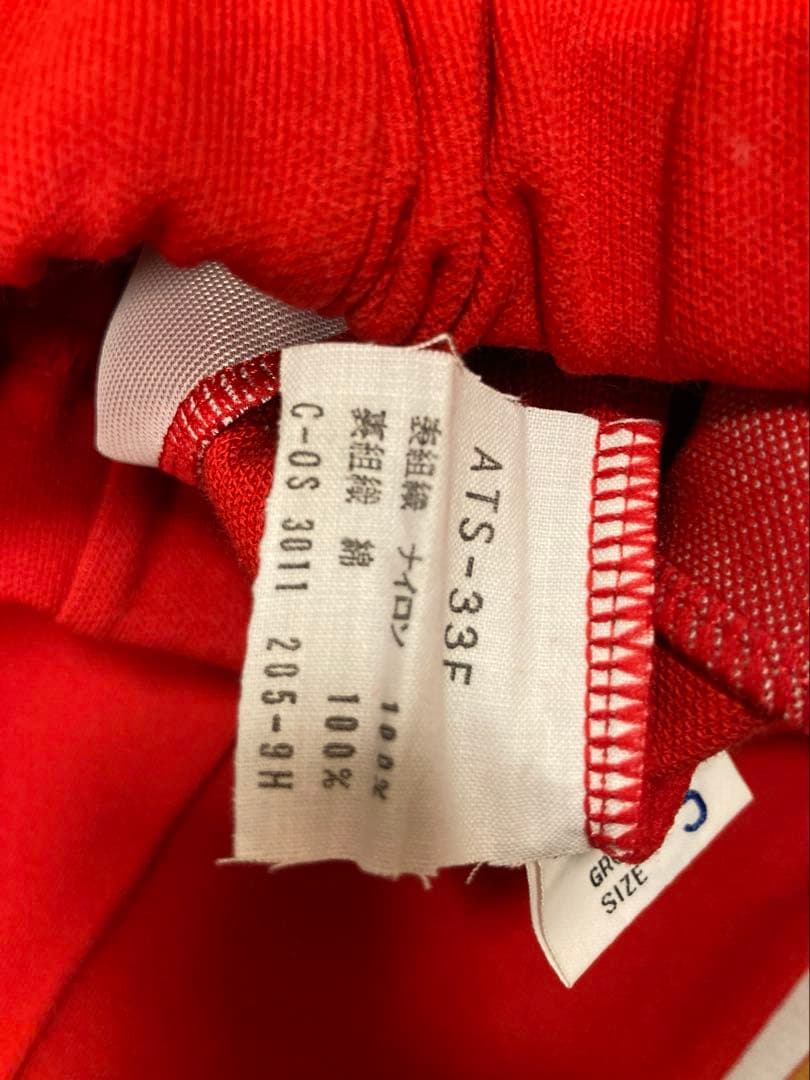 ATS-33F
表組織 ナイロン 100%
裏組織 綿 100%
C-OS 3011 205-9H
C
SIZE